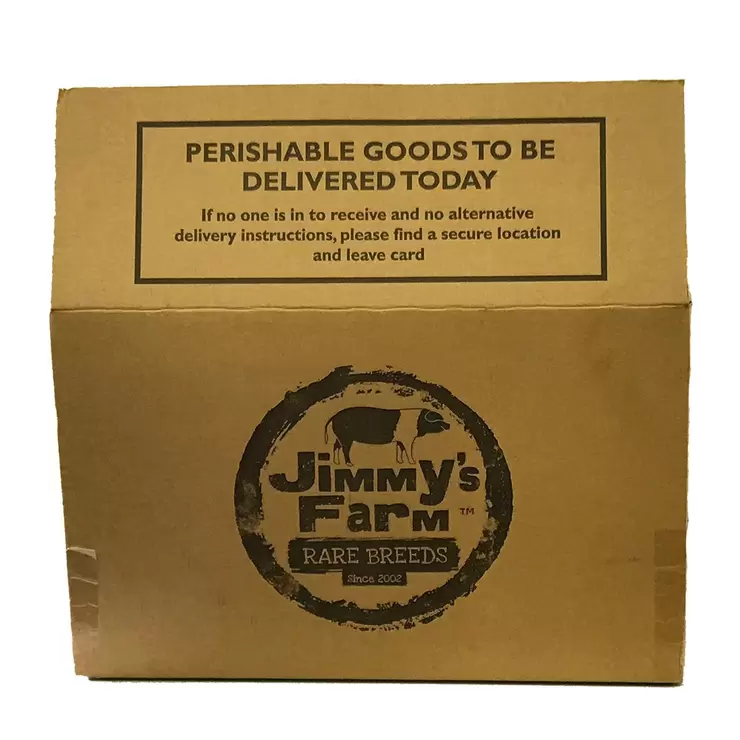 PERISHABLE GOODS TO BE
DELIVERED TODAY
If no one is in to receive and no alternative
delivery instructions, please find a secure location
and leave card
Jimmy's
Farm TM
RARE BREEDS
Since 2002